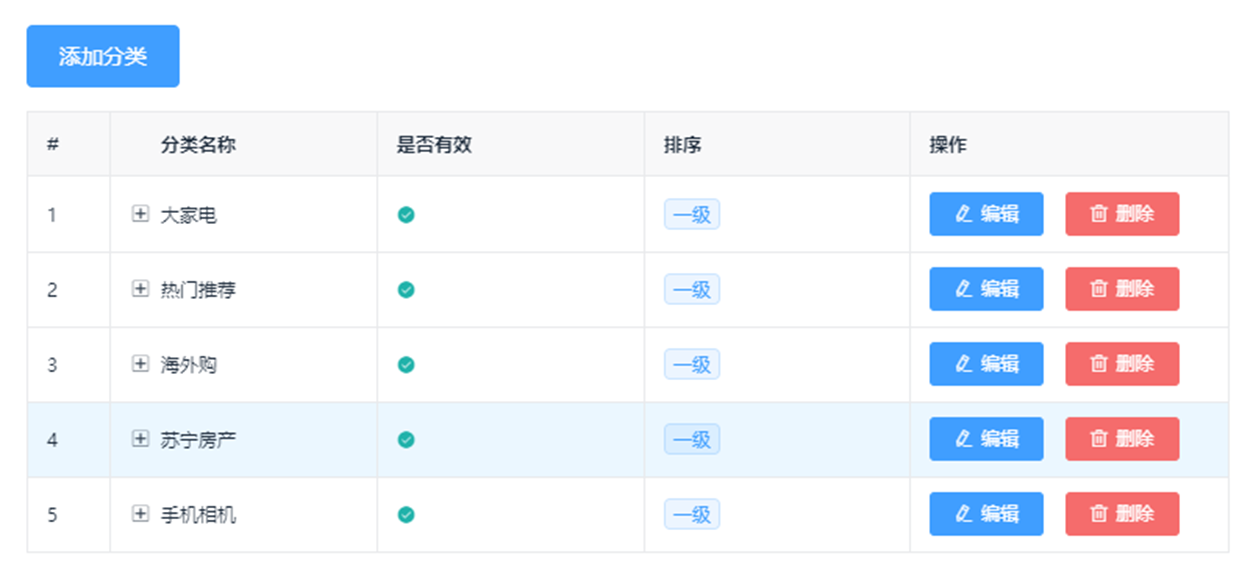 添加分类
# 分类名称 是否有效 排序 操作
1 大家电 一级 编辑 删除
2 热门推荐 一级 编辑 删除
3 海外购 一级 编辑 删除
4 苏宁房产 一级 编辑 删除
5 手机相机 一级 编辑 删除